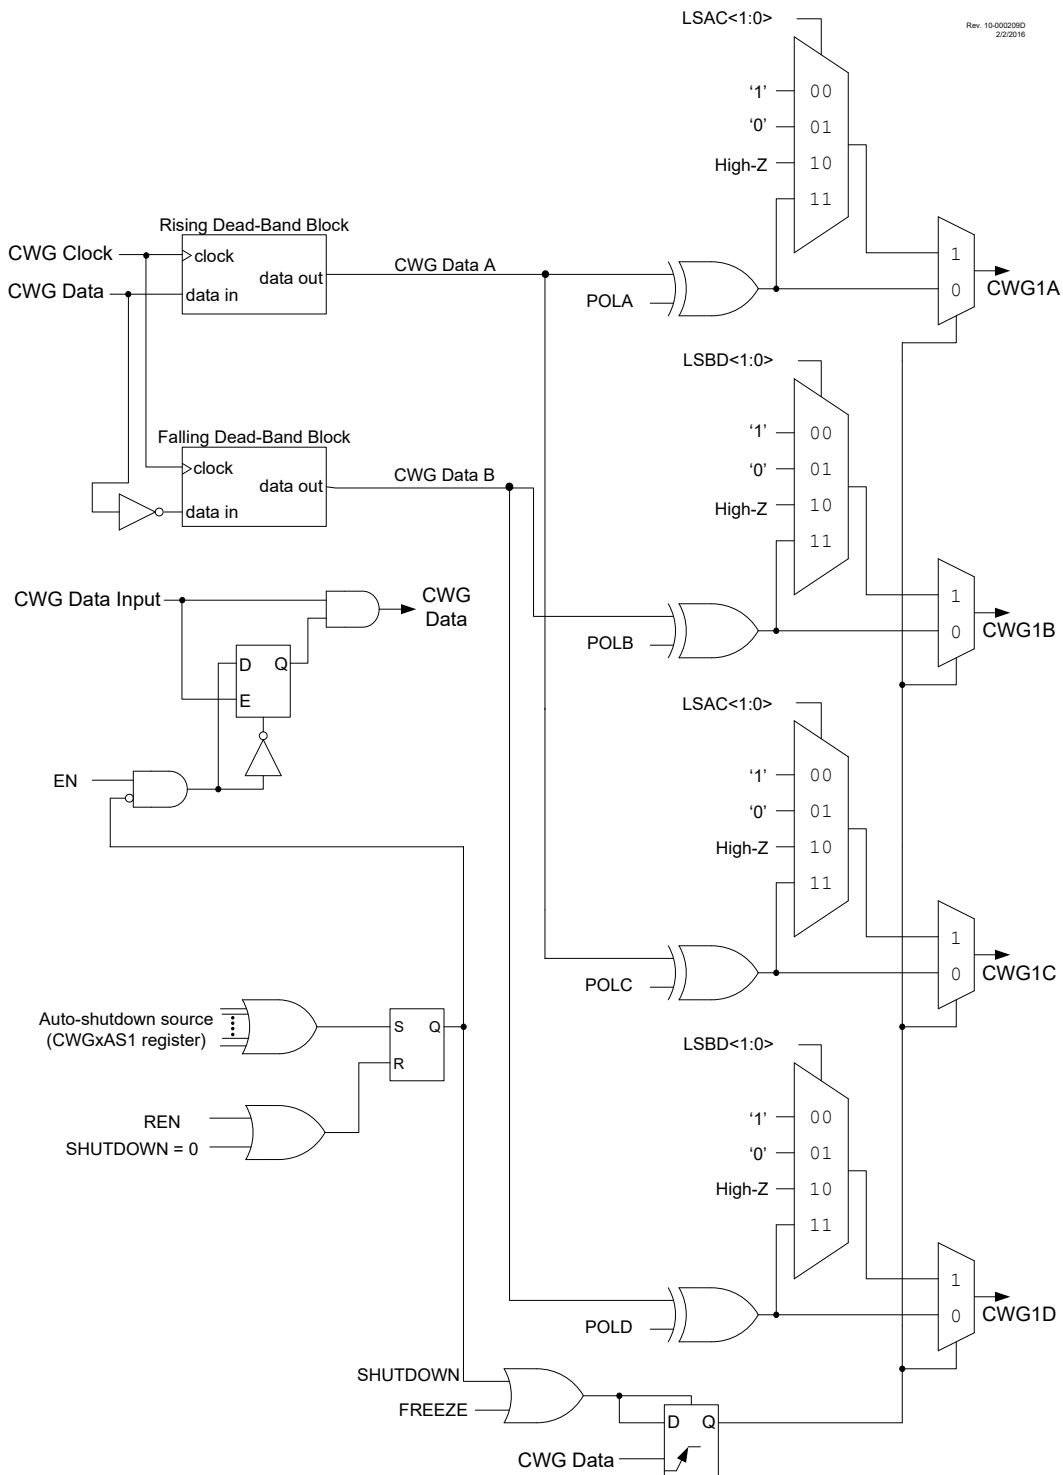 LSAC<1:0>
Rev. 10-000209D
2/2/2016
'1'
00
'0'
01
High-Z
10
11
Rising Dead-Band Block
CWG Clock
clock
data out
CWG Data
data in
CWG Data A
POLA
1
0
CWG1A
LSBD<1:0>
'1'
00
'0'
01
High-Z
10
11
Falling Dead-Band Block
clock
data out
data in
CWG Data B
POLB
1
0
CWG1B
CWG Data Input
CWG
Data
D
Q
E
EN
LSAC<1:0>
'1'
00
'0'
01
High-Z
10
11
POLC
1
0
CWG1C
Auto-shutdown source
(CWGxAS1 register)
S
Q
R
REN
SHUTDOWN = 0
LSBD<1:0>
'1'
00
'0'
01
High-Z
10
11
POLD
1
0
CWG1D
SHUTDOWN
FREEZE
D
Q
CWG Data